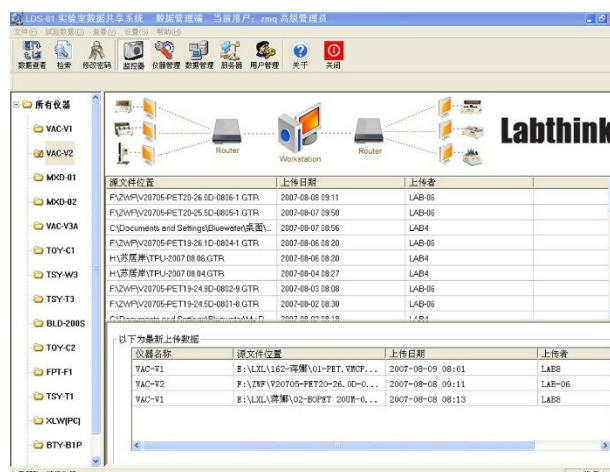 LDS-01 实验室数据共享系统 数据管理端 当前用户: zmq 高级管理员
文件(F) 试验数据(D) 查看(V) 设置(S) 帮助(H)
数据查看 检索 修改密码 监控器 仪器管理 数据管理 服务器 用户管理 关于 关闭
所有仪器
VAC-V1
VAC-V2
MXD-01
MXD-02
VAC-V3A
TOY-C1
TSY-W3
TSY-T3
BLD-200S
TOY-C2
FPT-F1
TSY-T1
XLW(PC)
BTY-B1P
Router
Workstation
Router
Labthink
源文件位置 上传日期 上传者
F:\ZWF\V20705-PET20-26.0D-0806-1.GTR 2007-08-08 09:11 LAB-06
F:\ZWF\V20705-PET20-25.5D-0805-1.GTR 2007-08-07 09:50 LAB-06
C:\Documents and Settings\Bluewater\桌面\... 2007-08-07 08:56 LAB4
F:\ZWF\V20705-PET19-26.1D-0804-1.GTR 2007-08-06 08:20 LAB-06
H:\苏居岸\TPU-2007.08.06.GTR 2007-08-06 08:20 LAB4
H:\苏居岸\TPU-2007.08.04.GTR 2007-08-04 08:27 LAB4
F:\ZWF\V20705-PET19-24.9D-0802-9.GTR 2007-08-03 08:08 LAB-06
F:\ZWF\V20705-PET19-24.5D-0801-8.GTR 2007-08-02 08:30 LAB-06
C:\Documents and Settings\Bluewater\My D... 2007-08-02 08:18 LAB4
以下为最新上传数据
仪器名称 源文件位置 上传日期 上传者
VAC-V1 E:\LXL\162-蒋娜\01-PET.VMCP... 2007-08-09 08:01 LAB8
VAC-V2 F:\ZWF\V20705-PET20-26.0D-0... 2007-08-08 09:11 LAB-06
VAC-V1 E:\LXL\蒋娜\02-BOPET 20UM-0... 2007-08-08 08:13 LAB8